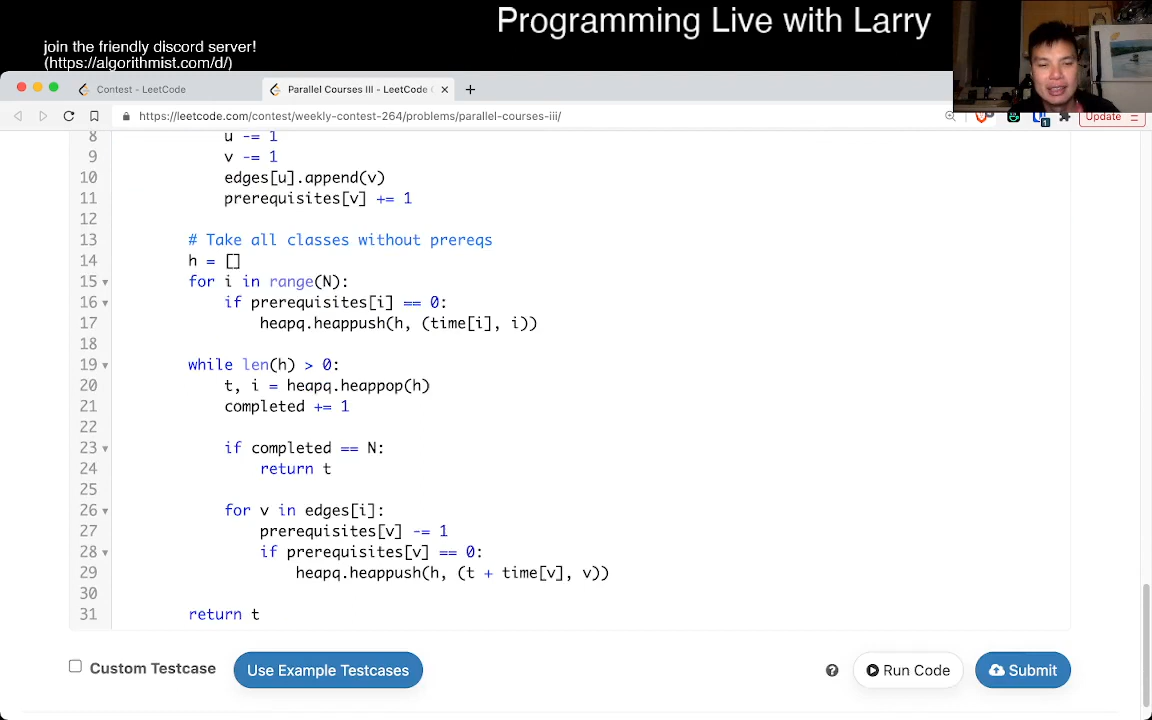 Programming Live with Larry
join the friendly discord server!
(https://algorithmist.com/d/)
Contest - LeetCode
Parallel Courses III - LeetCode
https://leetcode.com/contest/weekly-contest-264/problems/parallel-courses-iii/
Update
8 u -= 1
9 v -= 1
10 edges[u].append(v)
11 prerequisites[v] += 1
12
13 # Take all classes without prereqs
14 h = []
15 for i in range(N):
16 if prerequisites[i] == 0:
17 heapq.heappush(h, (time[i], i))
18
19 while len(h) > 0:
20 t, i = heapq.heappop(h)
21 completed += 1
22
23 if completed == N:
24 return t
25
26 for v in edges[i]:
27 prerequisites[v] -= 1
28 if prerequisites[v] == 0:
29 heapq.heappush(h, (t + time[v], v))
30
31 return t
Custom Testcase
Use Example Testcases
? Run Code
Submit